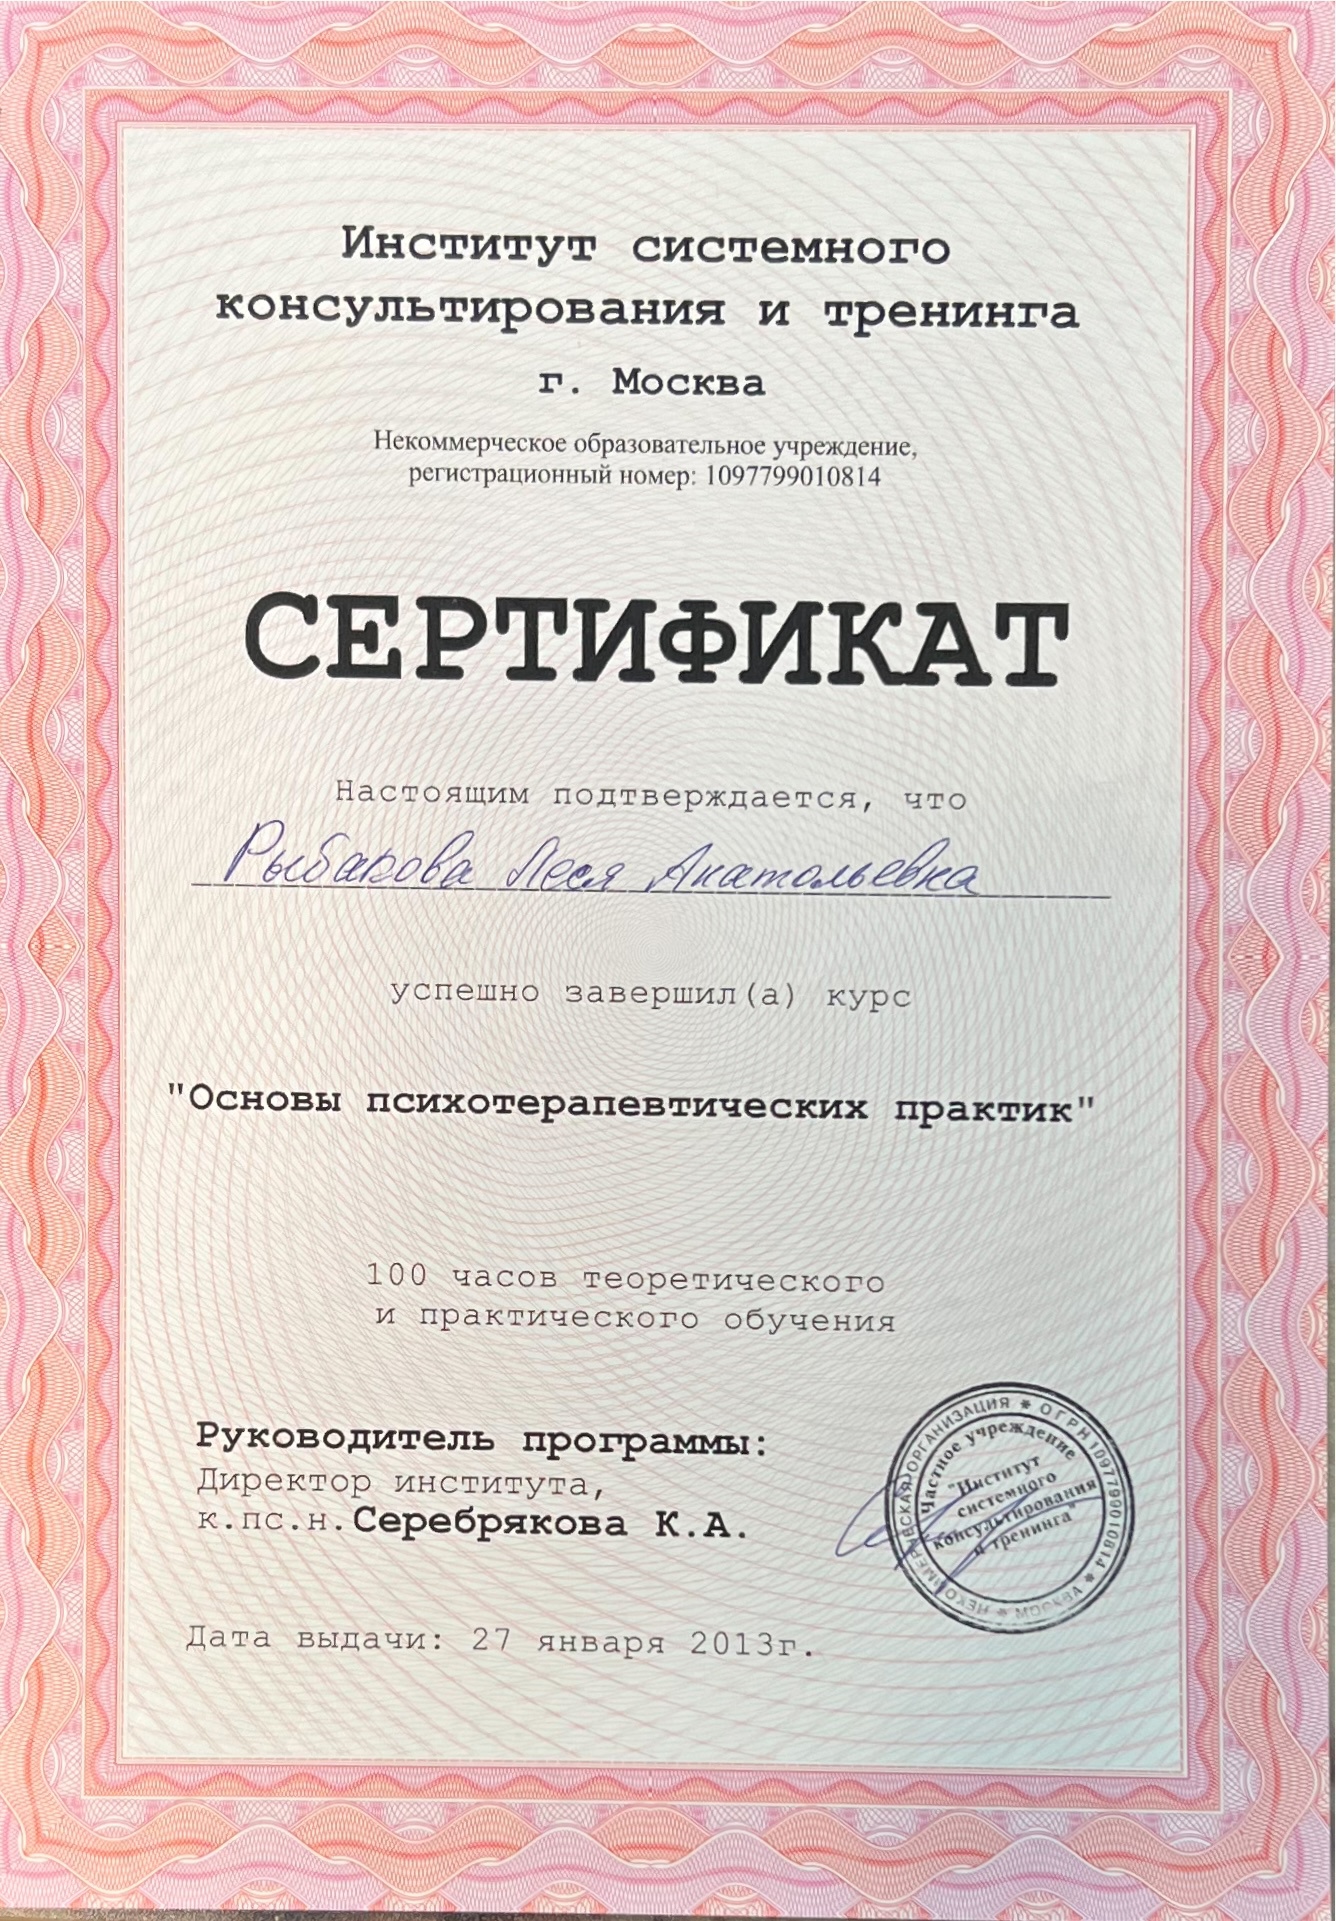 Институт системного
консультирования и тренинга
г. Москва
Некоммерческое образовательное учреждение,
регистрационный номер: 1097799010814
СЕРТИФИКАТ
Настоящим подтверждается, что
Рыбакова Леся Анатольевна
успешно завершил(а) курс
"Основы психотерапевтических практик"
100 часов теоретического
и практического обучения
Руководитель программы:
Директор института,
к.пс.н. Серебрякова К.А.
Дата выдачи: 27 января 2013г.
НЕКОММЕРЧЕСКАЯ ОРГАНИЗАЦИЯ * ОГРН 1097799010814 * МОСКВА *
Частное учреждение
"Институт
системного
консультирования
и тренинга"